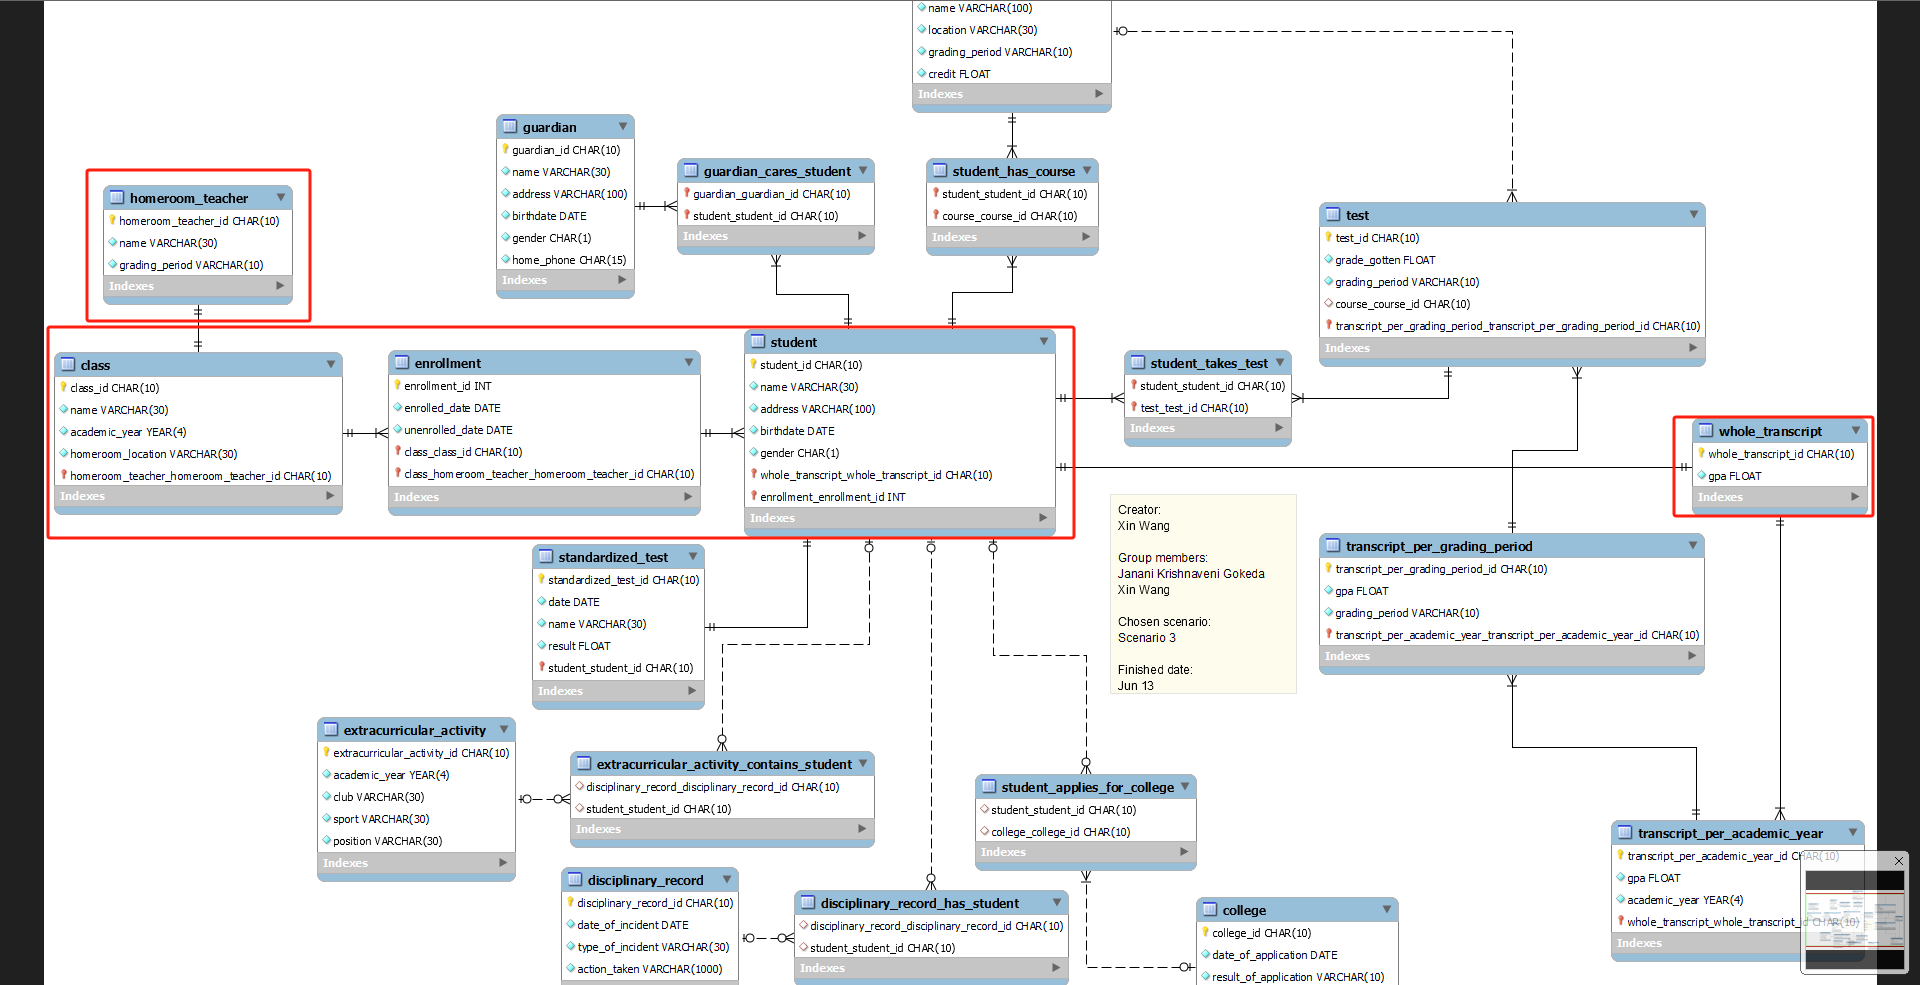 name VARCHAR(100)
location VARCHAR(30)
grading_period VARCHAR(10)
credit FLOAT
Indexes
guardian
guardian_id CHAR(10)
name VARCHAR(30)
address VARCHAR(100)
birthdate DATE
gender CHAR(1)
home_phone CHAR(15)
Indexes
guardian_cares_student
guardian_guardian_id CHAR(10)
student_student_id CHAR(10)
Indexes
student_has_course
student_student_id CHAR(10)
course_course_id CHAR(10)
Indexes
homeroom_teacher
homeroom_teacher_id CHAR(10)
name VARCHAR(30)
grading_period VARCHAR(10)
Indexes
test
test_id CHAR(10)
grade_gotten FLOAT
grading_period VARCHAR(10)
course_course_id CHAR(10)
transcript_per_grading_period_transcript_per_grading_period_id CHAR(10)
Indexes
class
class_id CHAR(10)
name VARCHAR(30)
academic_year YEAR(4)
homeroom_location VARCHAR(30)
homeroom_teacher_homeroom_teacher_id CHAR(10)
Indexes
enrollment
enrollment_id INT
enrolled_date DATE
unenrolled_date DATE
class_class_id CHAR(10)
class_homeroom_teacher_homeroom_teacher_id CHAR(10)
Indexes
student
student_id CHAR(10)
name VARCHAR(30)
address VARCHAR(100)
birthdate DATE
gender CHAR(1)
whole_transcript_whole_transcript_id CHAR(10)
enrollment_enrollment_id INT
Indexes
student_takes_test
student_student_id CHAR(10)
test_test_id CHAR(10)
Indexes
whole_transcript
whole_transcript_id CHAR(10)
gpa FLOAT
Indexes
Creator:
Xin Wang
Group members:
Janani Krishnaveni Gokeda
Xin Wang
Chosen scenario:
Scenario 3
Finished date:
Jun 13
transcript_per_grading_period
transcript_per_grading_period_id CHAR(10)
gpa FLOAT
grading_period VARCHAR(10)
transcript_per_academic_year_transcript_per_academic_year_id CHAR(10)
Indexes
standardized_test
standardized_test_id CHAR(10)
date DATE
name VARCHAR(30)
result FLOAT
student_student_id CHAR(10)
Indexes
extracurricular_activity
extracurricular_activity_id CHAR(10)
academic_year YEAR(4)
club VARCHAR(30)
sport VARCHAR(30)
position VARCHAR(30)
Indexes
extracurricular_activity_contains_student
disciplinary_record_disciplinary_record_id CHAR(10)
student_student_id CHAR(10)
Indexes
student_applies_for_college
student_student_id CHAR(10)
college_college_id CHAR(10)
Indexes
transcript_per_academic_year
transcript_per_academic_year_id CHAR(10)
gpa FLOAT
academic_year YEAR(4)
whole_transcript_whole_transcript_id CHAR(10)
Indexes
disciplinary_record
disciplinary_record_id CHAR(10)
date_of_incident DATE
type_of_incident VARCHAR(30)
action_taken VARCHAR(1000)
disciplinary_record_has_student
disciplinary_record_disciplinary_record_id CHAR(10)
student_student_id CHAR(10)
Indexes
college
college_id CHAR(10)
date_of_application DATE
result_of_application VARCHAR(10)